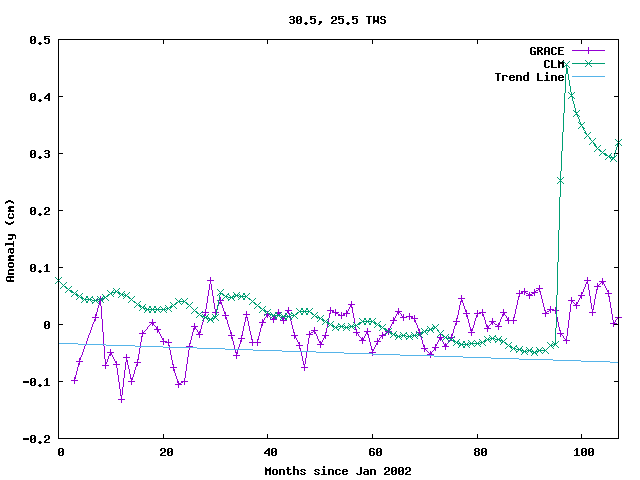 30.5, 25.5 TWS
GRACE
CLM
Trend Line
0.5
0.4
0.3
0.2
0.1
0
-0.1
-0.2
Anomaly (cm)
0 20 40 60 80 100
Months since Jan 2002